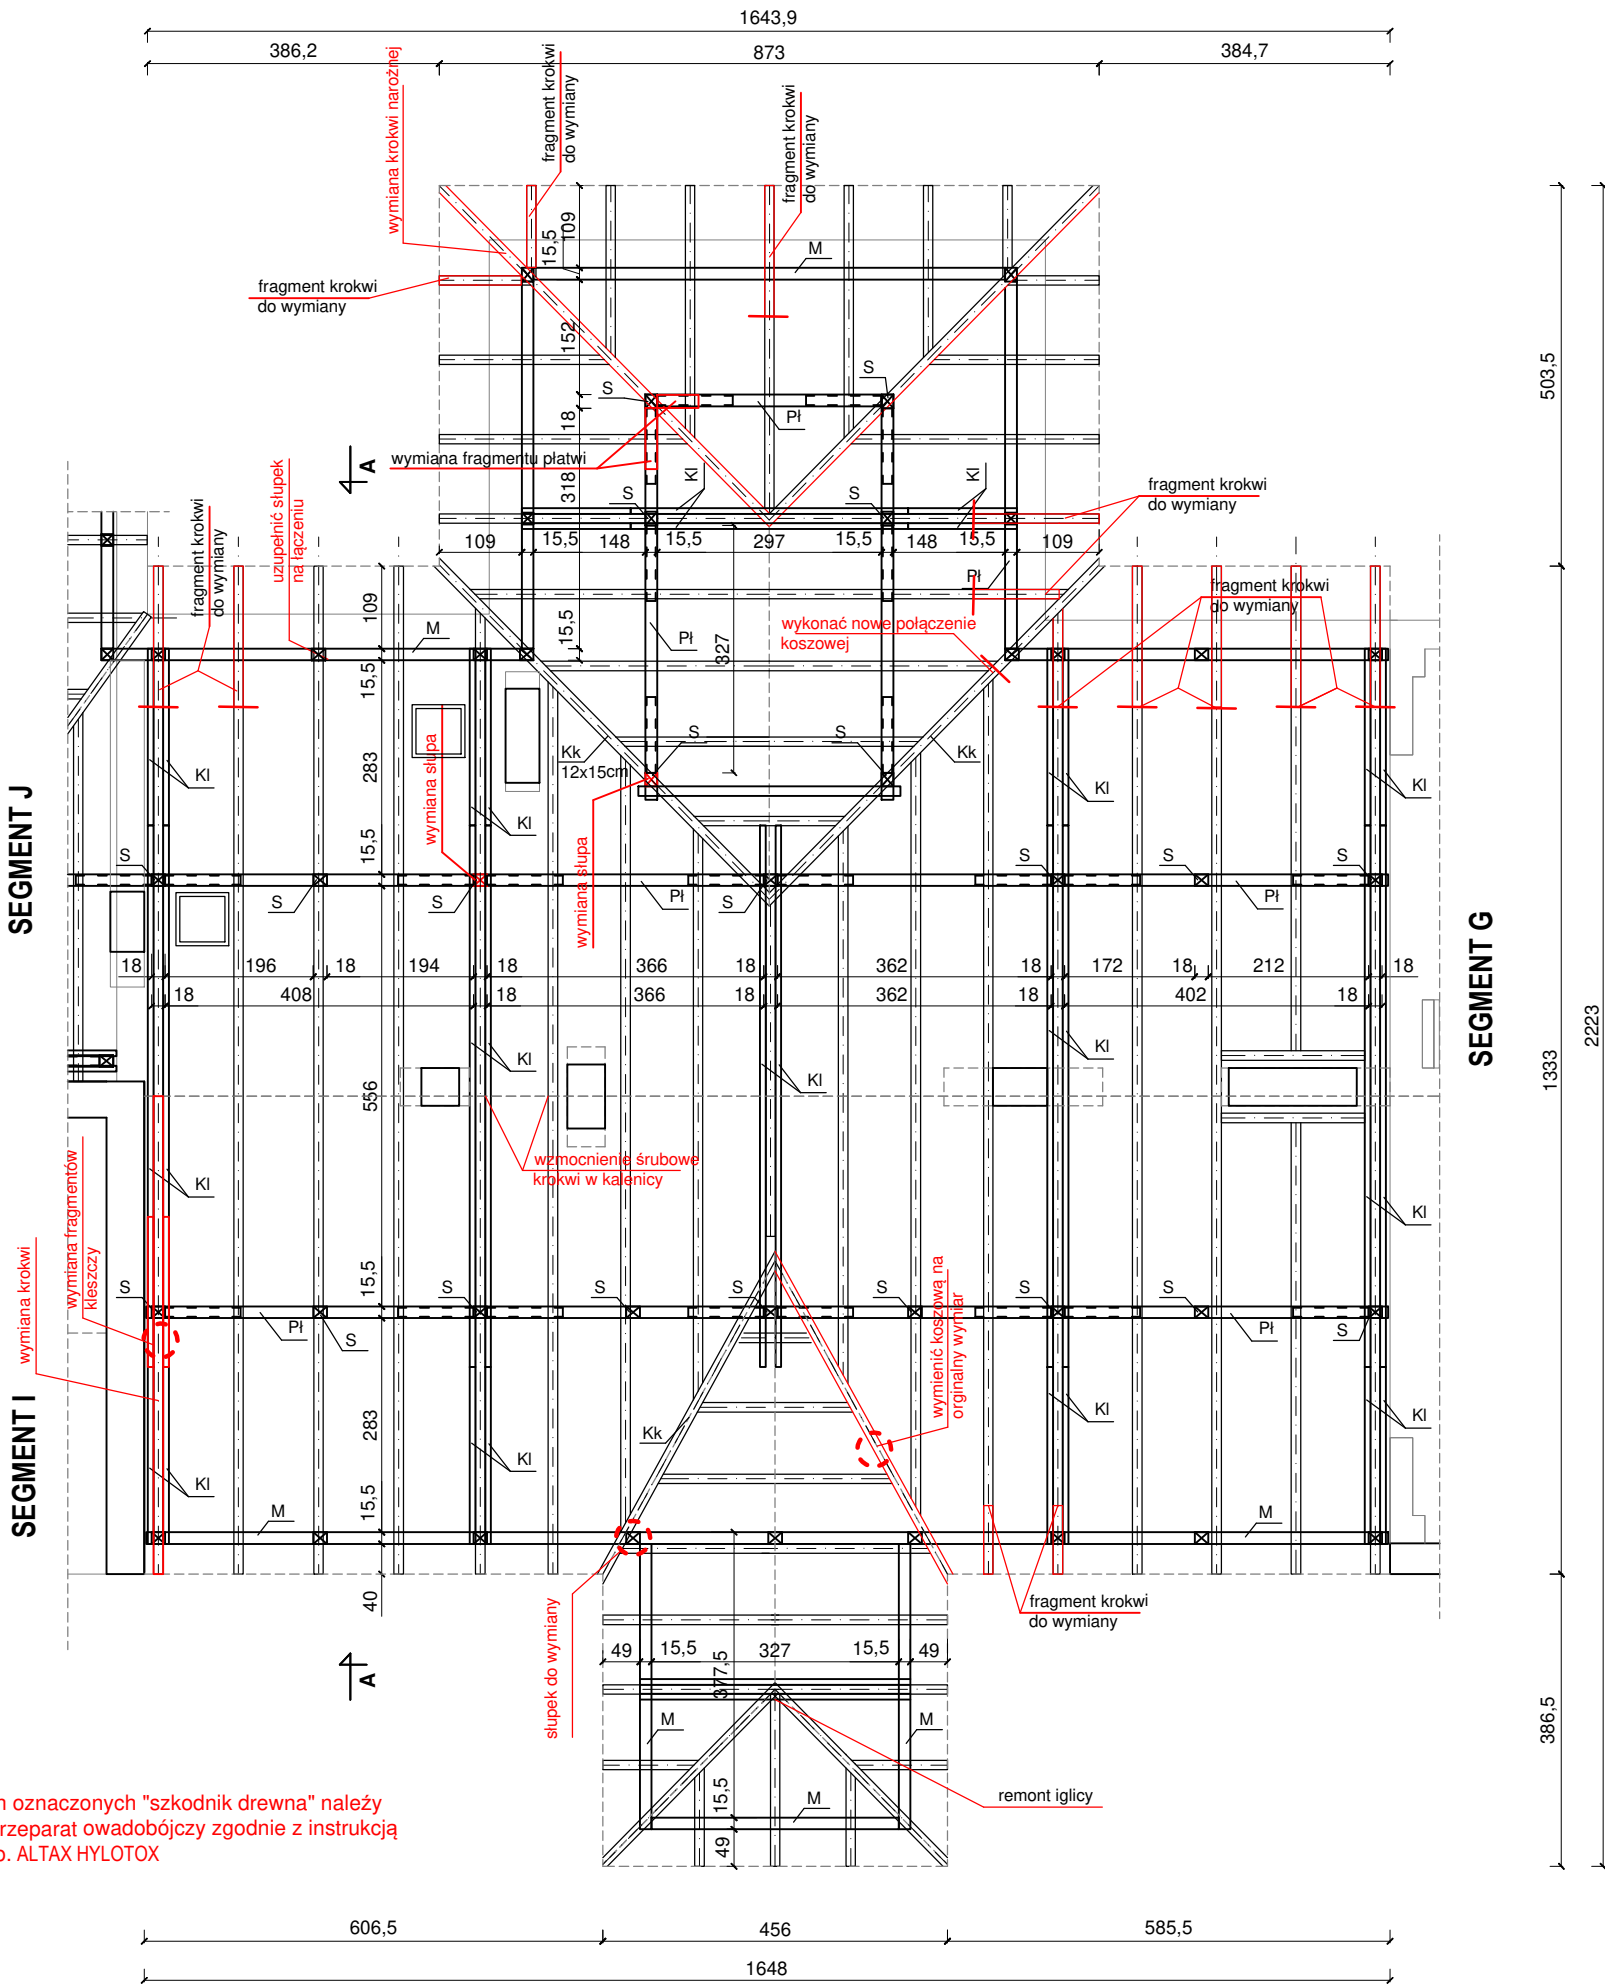 1643,9
386,2
873
384,7
wymiana krokwi narożnej
fragment krokwi
do wymiany
fragment krokwi
do wymiany
109
15,5
M
fragment krokwi
do wymiany
152
503,5
S
S
Pł
18
A
wymiana fragmentu płatwi
Kl
Kl
318
S
S
fragment krokwi
do wymiany
uzupełnić słupek
na łączeniu
fragment krokwi
do wymiany
109
15,5
148
15,5
297
15,5
148
15,5
109
Pł
fragment krokwi
do wymiany
109
M
15,5
Pł
327
wykonać nowe połączenie
koszowej
15,5
283
wymiana słupa
Kk
12x15cm
S
S
Kk
Kl
Kl
Kl
Kl
SEGMENT J
15,5
wymiana słupa
S
S
S
Pł
S
S
S
Pł
S
SEGMENT G
18
196
18
194
18
366
18
362
18
172
18
212
18
18
408
18
366
18
362
18
402
18
2223
1333
Kl
Kl
Kl
556
wzmocnienie śrubowe
krokwi w kalenicy
wymiana fragmentów
kleszczy
Kl
Kl
wymiana krokwi
15,5
S
Pł
S
S
S
S
S
S
S
Pł
S
wymienić koszową na
orginalny wymiar
SEGMENT I
283
Kl
Kl
Kk
Kl
Kl
15,5
M
M
40
słupek do wymiany
fragment krokwi
do wymiany
A
49
15,5
327
15,5
49
377,5
386,5
M
M
15,5
M
49
remont iglicy
oznaczonych "szkodnik drewna" należy
rzeparat owadobójczy zgodnie z instrukcją
. ALTAX HYLOTOX
606,5
456
585,5
1648